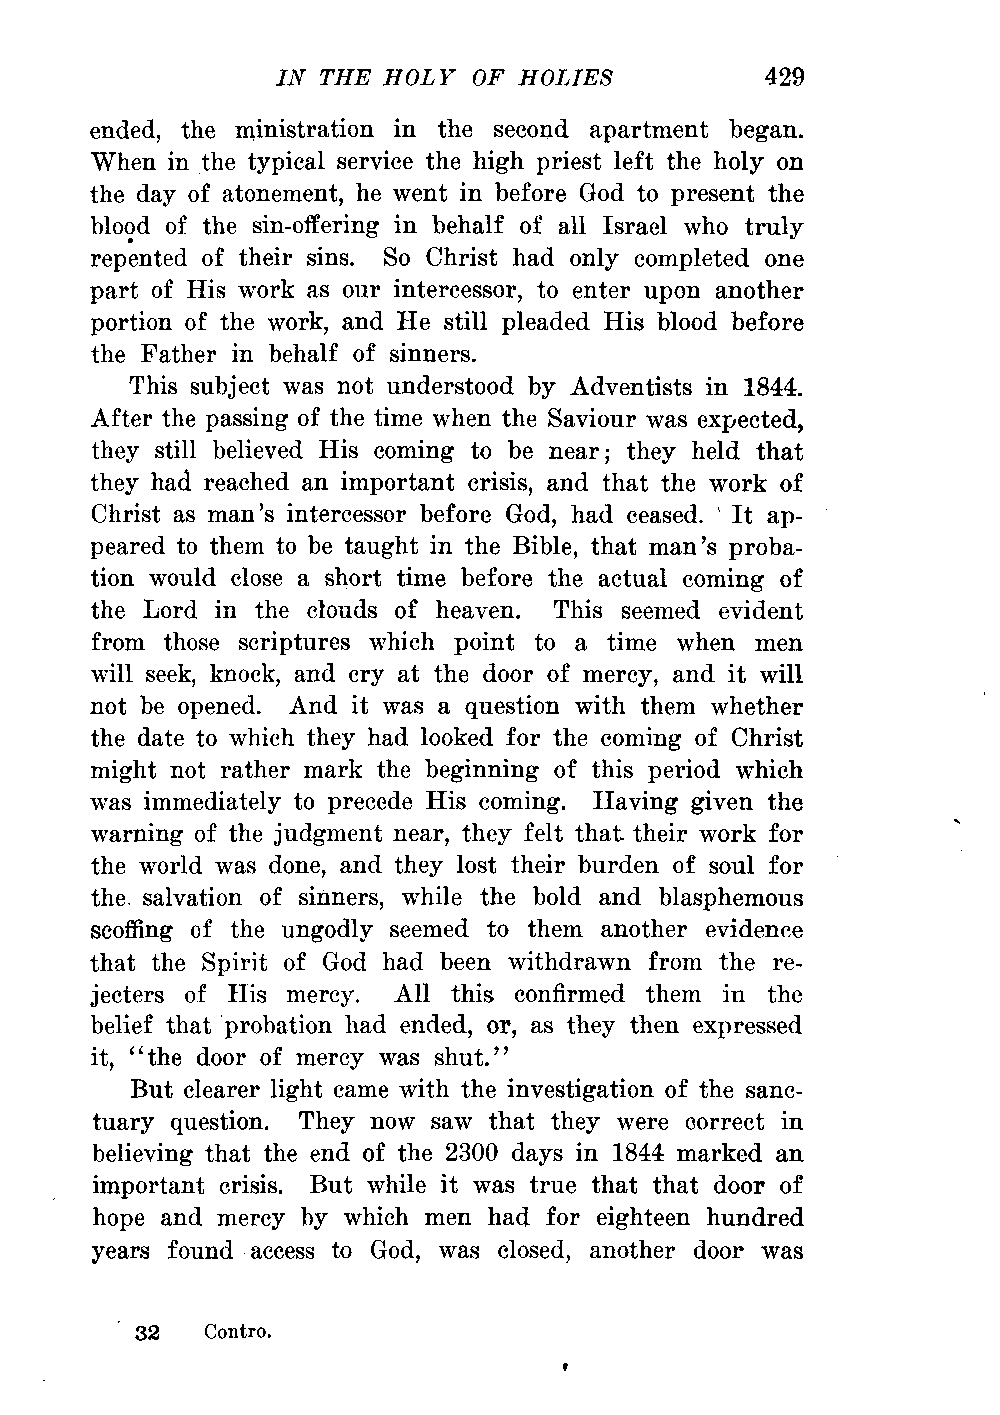 IN THE HOLY OF HOLIES 429
ended, the ministration in the second apartment began.
When in the typical service the high priest left the holy on
the day of atonement, he went in before God to present the
blood of the sin-offering in behalf of all Israel who truly
repented of their sins. So Christ had only completed one
part of His work as our intercessor, to enter upon another
portion of the work, and He still pleaded His blood before
the Father in behalf of sinners.
This subject was not understood by Adventists in 1844.
After the passing of the time when the Saviour was expected,
they still believed His coming to be near; they held that
they had reached an important crisis, and that the work of
Christ as man's intercessor before God, had ceased. It ap-
peared to them to be taught in the Bible, that man's proba-
tion would close a short time before the actual coming of
the Lord in the clouds of heaven. This seemed evident
from those scriptures which point to a time when men
will seek, knock, and cry at the door of mercy, and it will
not be opened. And it was a question with them whether
the date to which they had looked for the coming of Christ
might not rather mark the beginning of this period which
was immediately to precede His coming. Having given the
warning of the judgment near, they felt that their work for
the world was done, and they lost their burden of soul for
the salvation of sinners, while the bold and blasphemous
scoffing of the ungodly seemed to them another evidence
that the Spirit of God had been withdrawn from the re-
jecters of His mercy. All this confirmed them in the
belief that probation had ended, or, as they then expressed
it, "the door of mercy was shut."
But clearer light came with the investigation of the sanc-
tuary question. They now saw that they were correct in
believing that the end of the 2300 days in 1844 marked an
important crisis. But while it was true that that door of
hope and mercy by which men had for eighteen hundred
years found access to God, was closed, another door was
32 Contro.